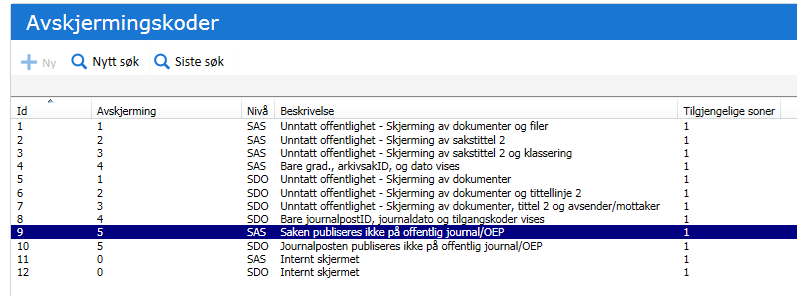 Avskjermingskoder
Ny Nytt søk Siste søk
Id Avskjerming Nivå Beskrivelse Tilgjengelige soner
1 1 SAS Unntatt offentlighet - Skjerming av dokumenter og filer 1
2 2 SAS Unntatt offentlighet - Skjerming av sakstittel 2 1
3 3 SAS Unntatt offentlighet - Skjerming av sakstittel 2 og klassering 1
4 4 SAS Bare grad., arkivsakID, og dato vises 1
5 1 SDO Unntatt offentlighet - Skjerming av dokumenter 1
6 2 SDO Unntatt offentlighet - Skjerming av dokumenter og tittellinje 2 1
7 3 SDO Unntatt offentlighet - Skjerming av dokumenter, tittel 2 og avsender/mottaker 1
8 4 SDO Bare journalpostID, journaldato og tilgangskoder vises 1
9 5 SAS Saken publiseres ikke på offentlig journal/OEP 1
10 5 SDO Journalposten publiseres ikke på offentlig journal/OEP 1
11 0 SAS Internt skjermet 1
12 0 SDO Internt skjermet 1